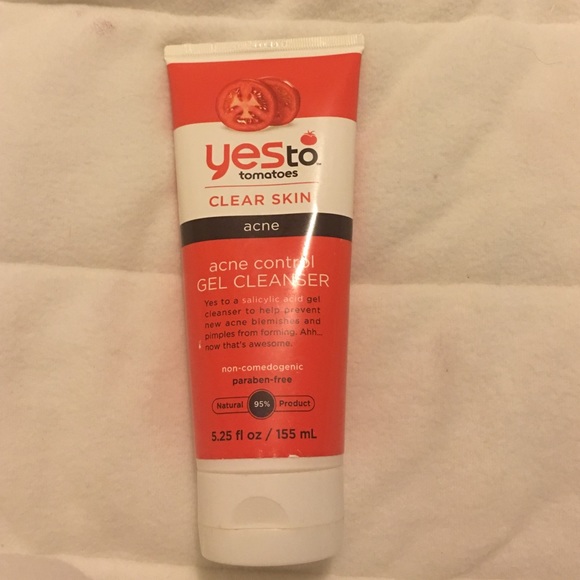 yesto
tomatoes
CLEAR SKIN
acne
acne control
GEL CLEANSER
Yes to a salicylic acid gel
cleanser to help prevent
new acne blemishes and
pimples from forming. Ahh...
now that's awesome.
non-comedogenic
paraben-free
Natural 95% Product
5.25 fl oz / 155 mL